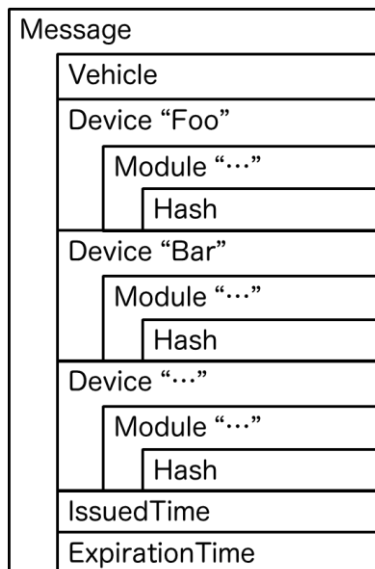 Message
Vehicle
Device “Foo”
Module “…”
Hash
Device “Bar”
Module “…”
Hash
Device “…”
Module “…”
Hash
IssuedTime
ExpirationTime